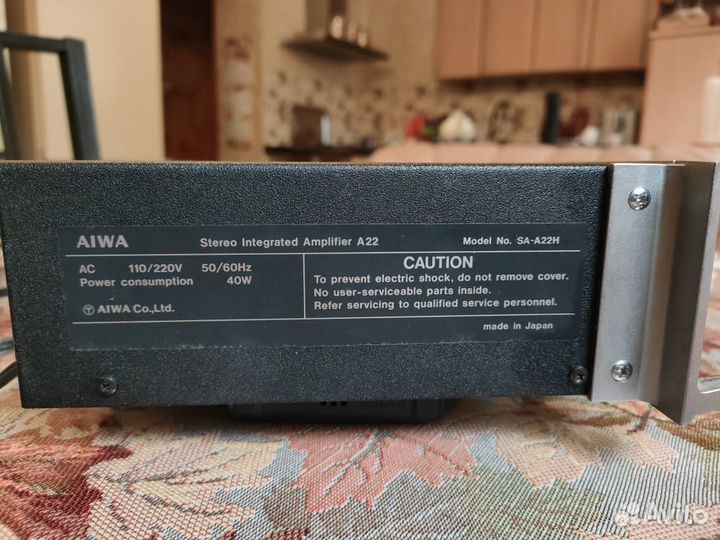 AIWA Stereo Integrated Amplifier A22 Model No. SA-A22H
AC 110/220V 50/60Hz
Power consumption 40W
AIWA Co.,Ltd.
CAUTION
To prevent electric shock, do not remove cover.
No user-serviceable parts inside.
Refer servicing to qualified service personnel.
made in Japan
Avito